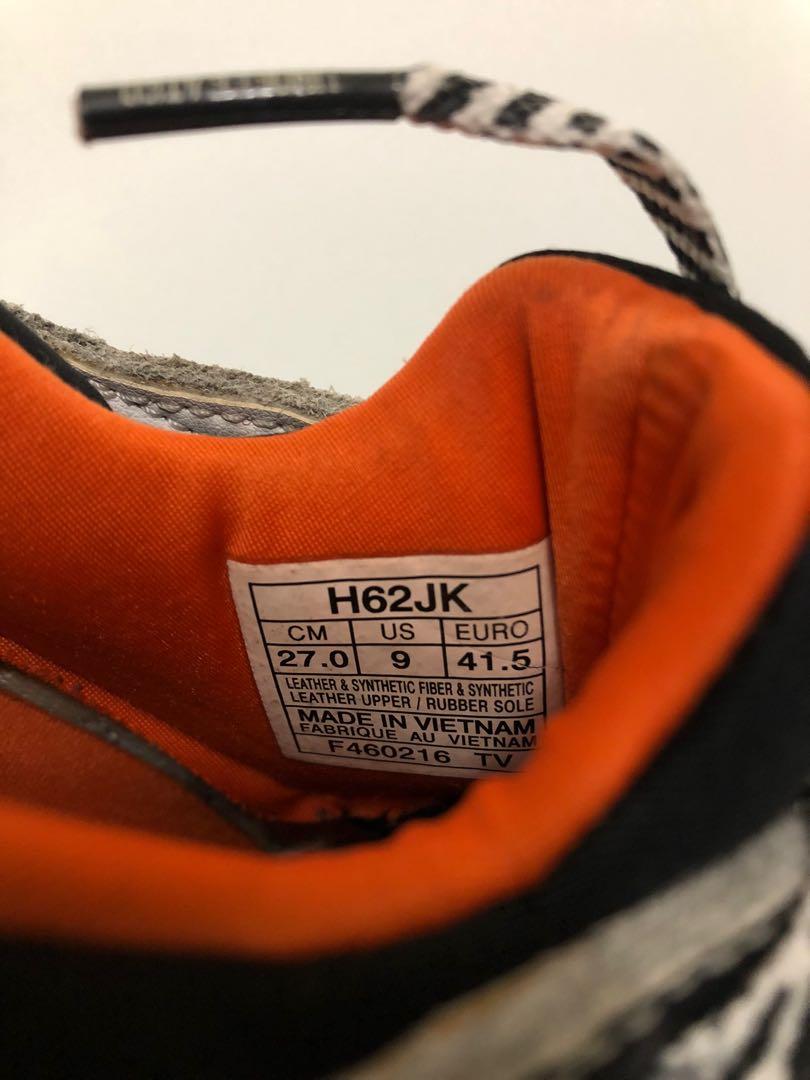 H62JK
CM US EURO
27.0 9 41.5
LEATHER & SYNTHETIC FIBER & SYNTHETIC
LEATHER UPPER / RUBBER SOLE
MADE IN VIETNAM
FABRIQUE AU VIETNAM
F460216 TV